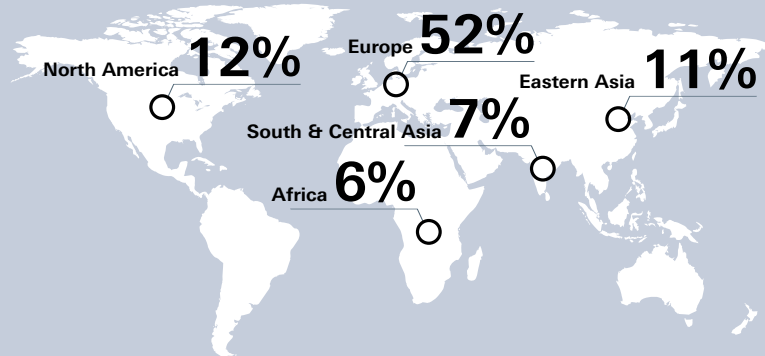 Europe 52%
North America 12%
Eastern Asia 11%
South & Central Asia 7%
Africa 6%